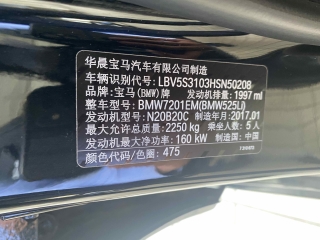 华晨宝马汽车有限公司制造
车辆识别代号: LBV5S3103HSN50208
品牌: 宝马(BMW)牌 发动机排量: 1997 ml
整车型号: BMW7201EM(BMW525Li)
发动机型号: N20B20C 制造年月: 2017.01
最大允许总质量: 2250 kg 乘坐人数: 5 人
发动机最大净功率: 160 kW 制造国: 中国
颜色代码/色圈: 475